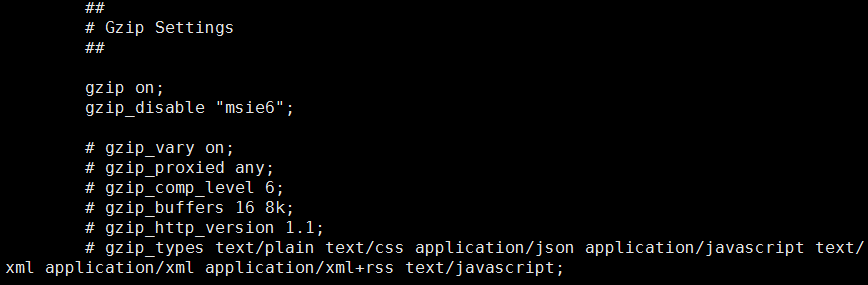 ##
# Gzip Settings
##
gzip on;
gzip_disable "msie6";
# gzip_vary on;
# gzip_proxied any;
# gzip_comp_level 6;
# gzip_buffers 16 8k;
# gzip_http_version 1.1;
# gzip_types text/plain text/css application/json application/javascript text/
xml application/xml application/xml+rss text/javascript;